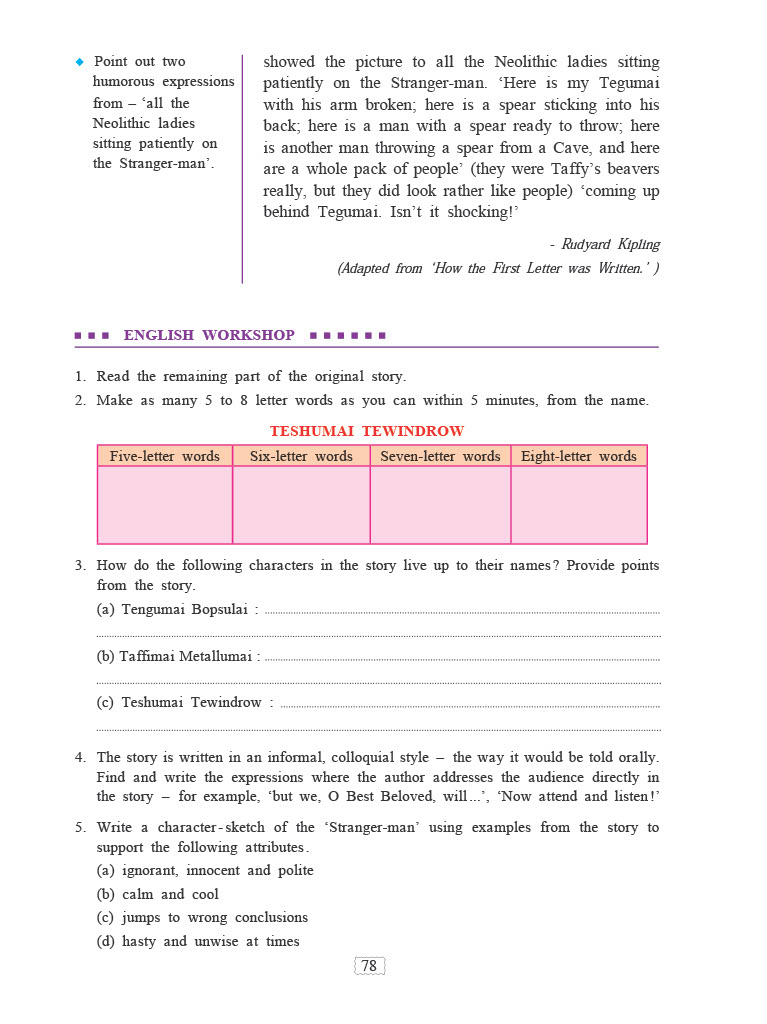 ◆ Point out two
humorous expressions
from – ‘all the
Neolithic ladies
sitting patiently on
the Stranger-man’.
showed the picture to all the Neolithic ladies sitting
patiently on the Stranger-man. ‘Here is my Tegumai
with his arm broken; here is a spear sticking into his
back; here is a man with a spear ready to throw; here
is another man throwing a spear from a Cave, and here
are a whole pack of people’ (they were Taffy’s beavers
really, but they did look rather like people) ‘coming up
behind Tegumai. Isn’t it shocking!’
- Rudyard Kipling
(Adapted from ‘How the First Letter was Written.’ )
ENGLISH WORKSHOP
1. Read the remaining part of the original story.
2. Make as many 5 to 8 letter words as you can within 5 minutes, from the name.
TESHUMAI TEWINDROW
Five-letter words Six-letter words Seven-letter words Eight-letter words
3. How do the following characters in the story live up to their names? Provide points
from the story.
(a) Tengumai Bopsulai :
(b) Taffimai Metallumai :
(c) Teshumai Tewindrow :
4. The story is written in an informal, colloquial style – the way it would be told orally.
Find and write the expressions where the author addresses the audience directly in
the story – for example, ‘but we, O Best Beloved, will...’, ‘Now attend and listen!’
5. Write a character-sketch of the ‘Stranger-man’ using examples from the story to
support the following attributes.
(a) ignorant, innocent and polite
(b) calm and cool
(c) jumps to wrong conclusions
(d) hasty and unwise at times
78